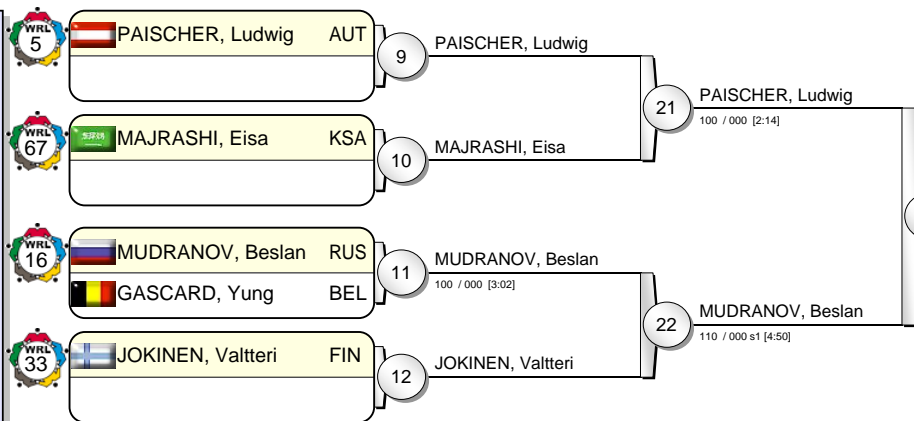 WRL
5
PAISCHER, Ludwig AUT
9
PAISCHER, Ludwig
WRL
67
MAJRASHI, Eisa KSA
10
MAJRASHI, Eisa
21
PAISCHER, Ludwig
100 / 000 [2:14]
WRL
16
MUDRANOV, Beslan RUS
GASCARD, Yung BEL
11
MUDRANOV, Beslan
100 / 000 [3:02]
WRL
33
JOKINEN, Valtteri FIN
12
JOKINEN, Valtteri
22
MUDRANOV, Beslan
110 / 000 s1 [4:50]